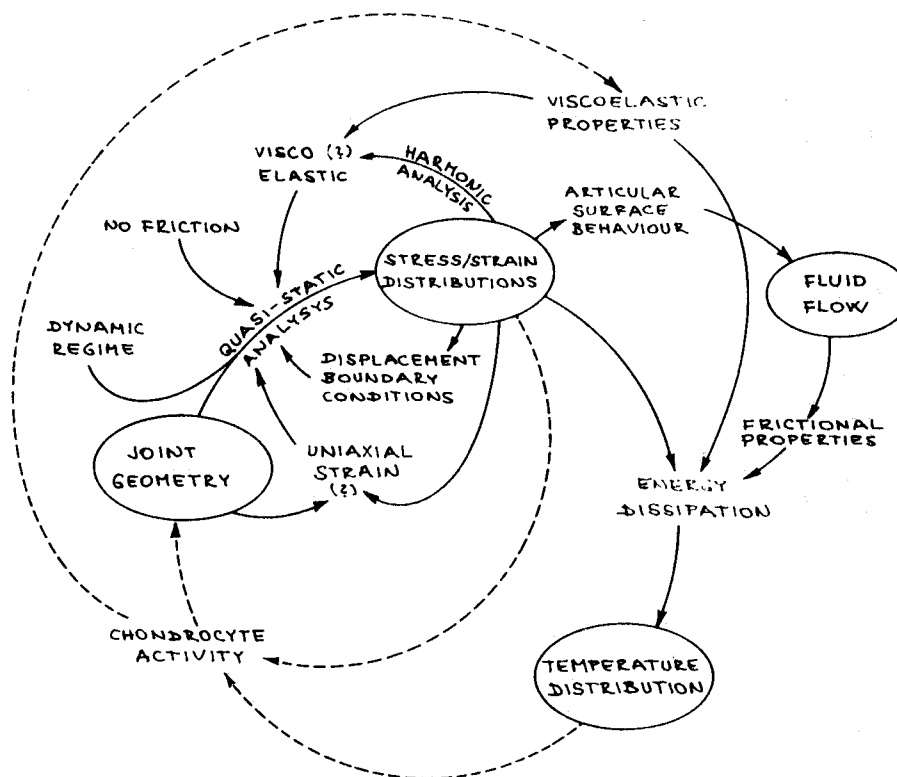 VISCOELASTIC
PROPERTIES
VISCO (?)
ELASTIC
HARMONIC
ANALYSIS
ARTICULAR
SURFACE
BEHAVIOUR
NO FRICTION
STRESS/STRAIN
DISTRIBUTIONS
FLUID
FLOW
QUASI-STATIC
ANALYSYS
DYNAMIC
REGIME
DISPLACEMENT
BOUNDARY
CONDITIONS
FRICTIONAL
PROPERTIES
JOINT
GEOMETRY
UNIAXIAL
STRAIN
(?)
ENERGY
DISSIPATION
CHONDROCYTE
ACTIVITY
TEMPERATURE
DISTRIBUTION